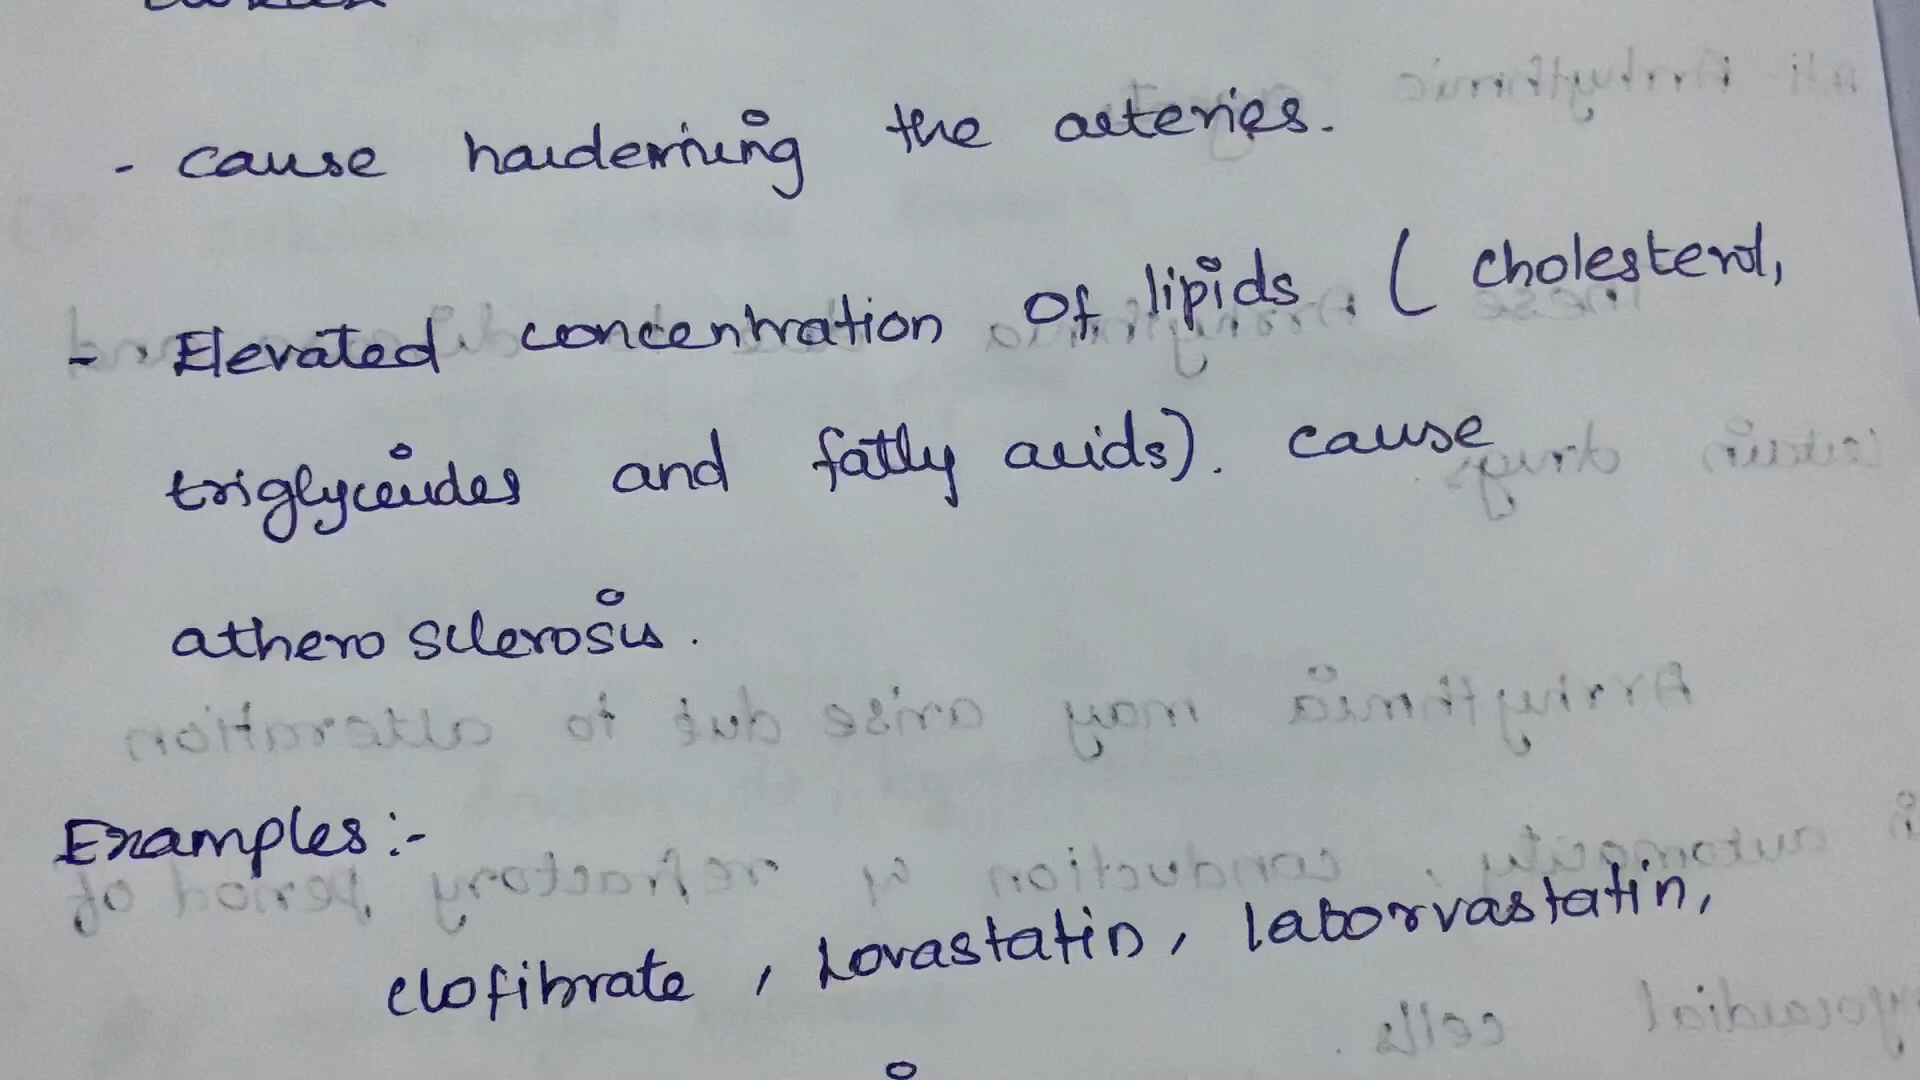 - cause hardening the arteries.
- Elevated concentration of lipids. ( cholesterol,
triglycerides and fatty acids). cause
athero sclerosis.
Examples:-
clofibrate, Lovastatin, latorvastatin,